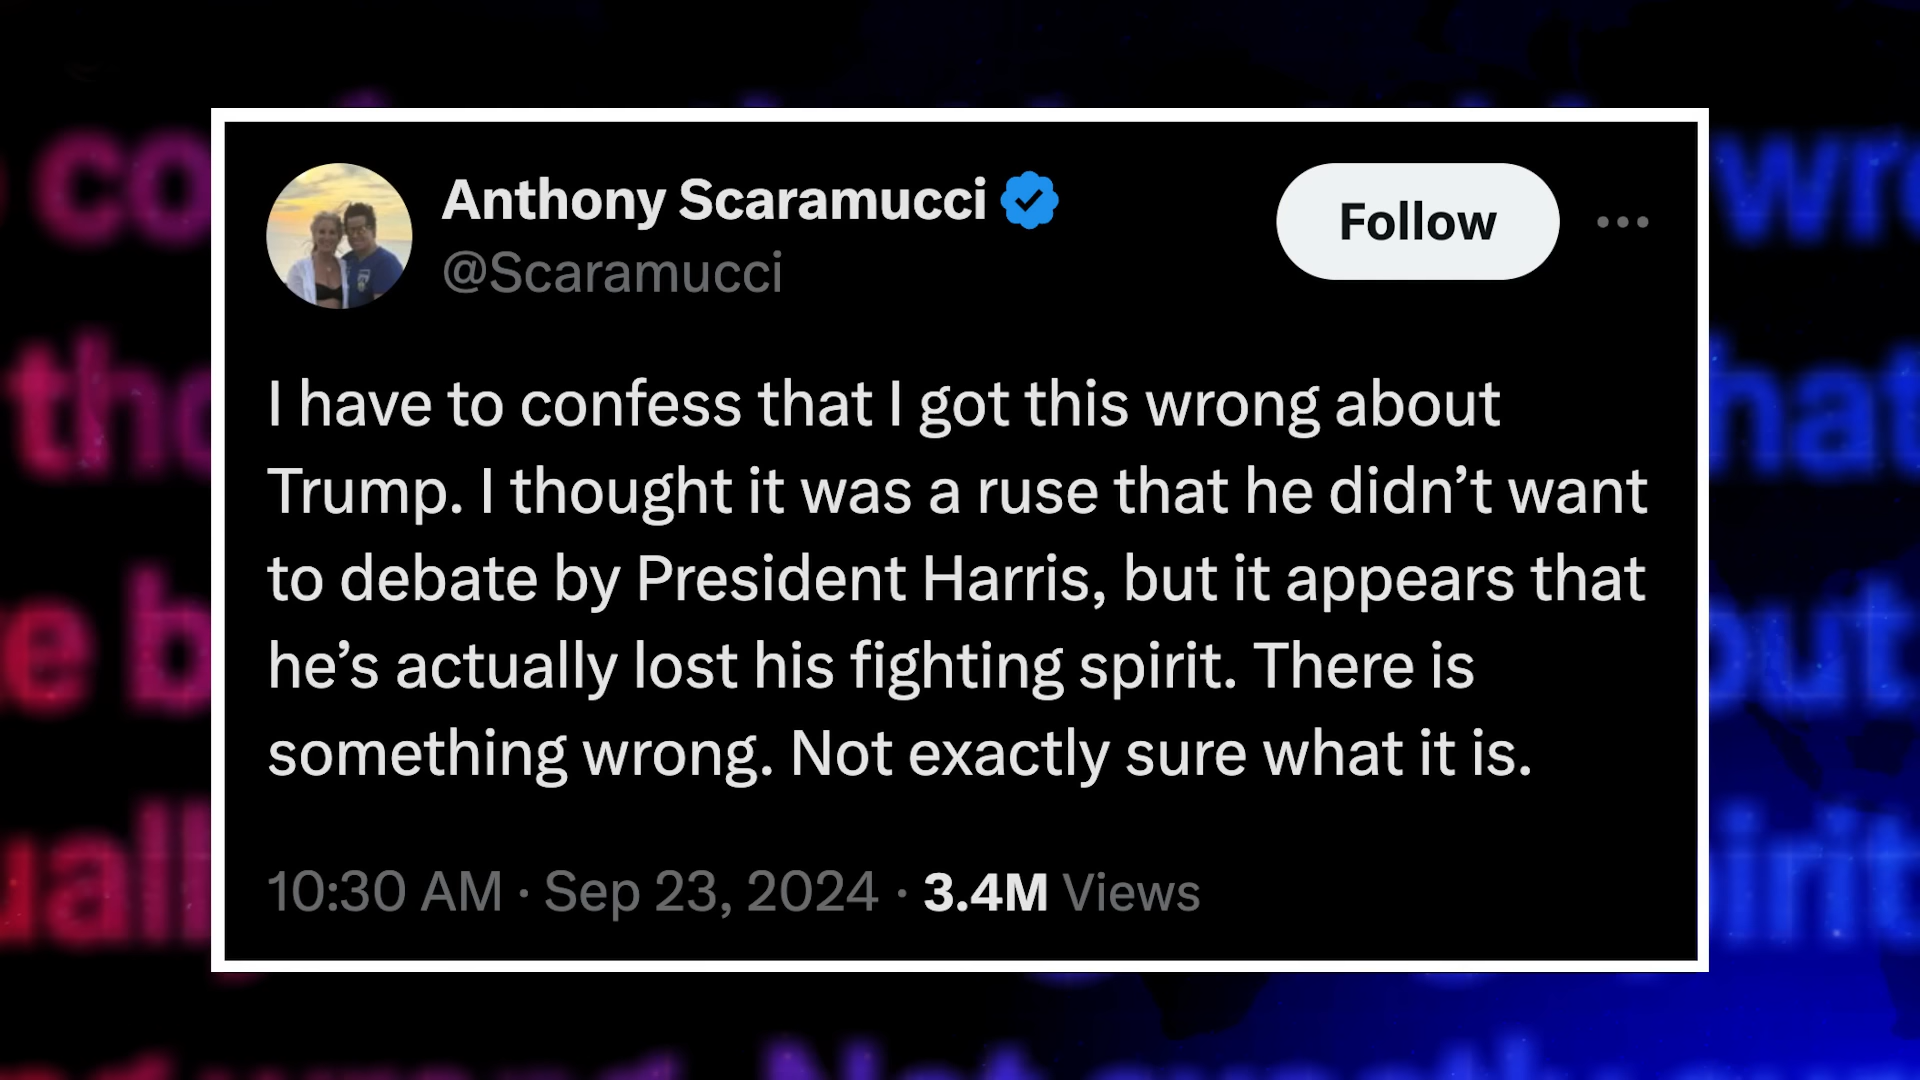 Anthony Scaramucci
@Scaramucci
Follow
I have to confess that I got this wrong about
Trump. I thought it was a ruse that he didn’t want
to debate by President Harris, but it appears that
he’s actually lost his fighting spirit. There is
something wrong. Not exactly sure what it is.
10:30 AM · Sep 23, 2024 · 3.4M Views